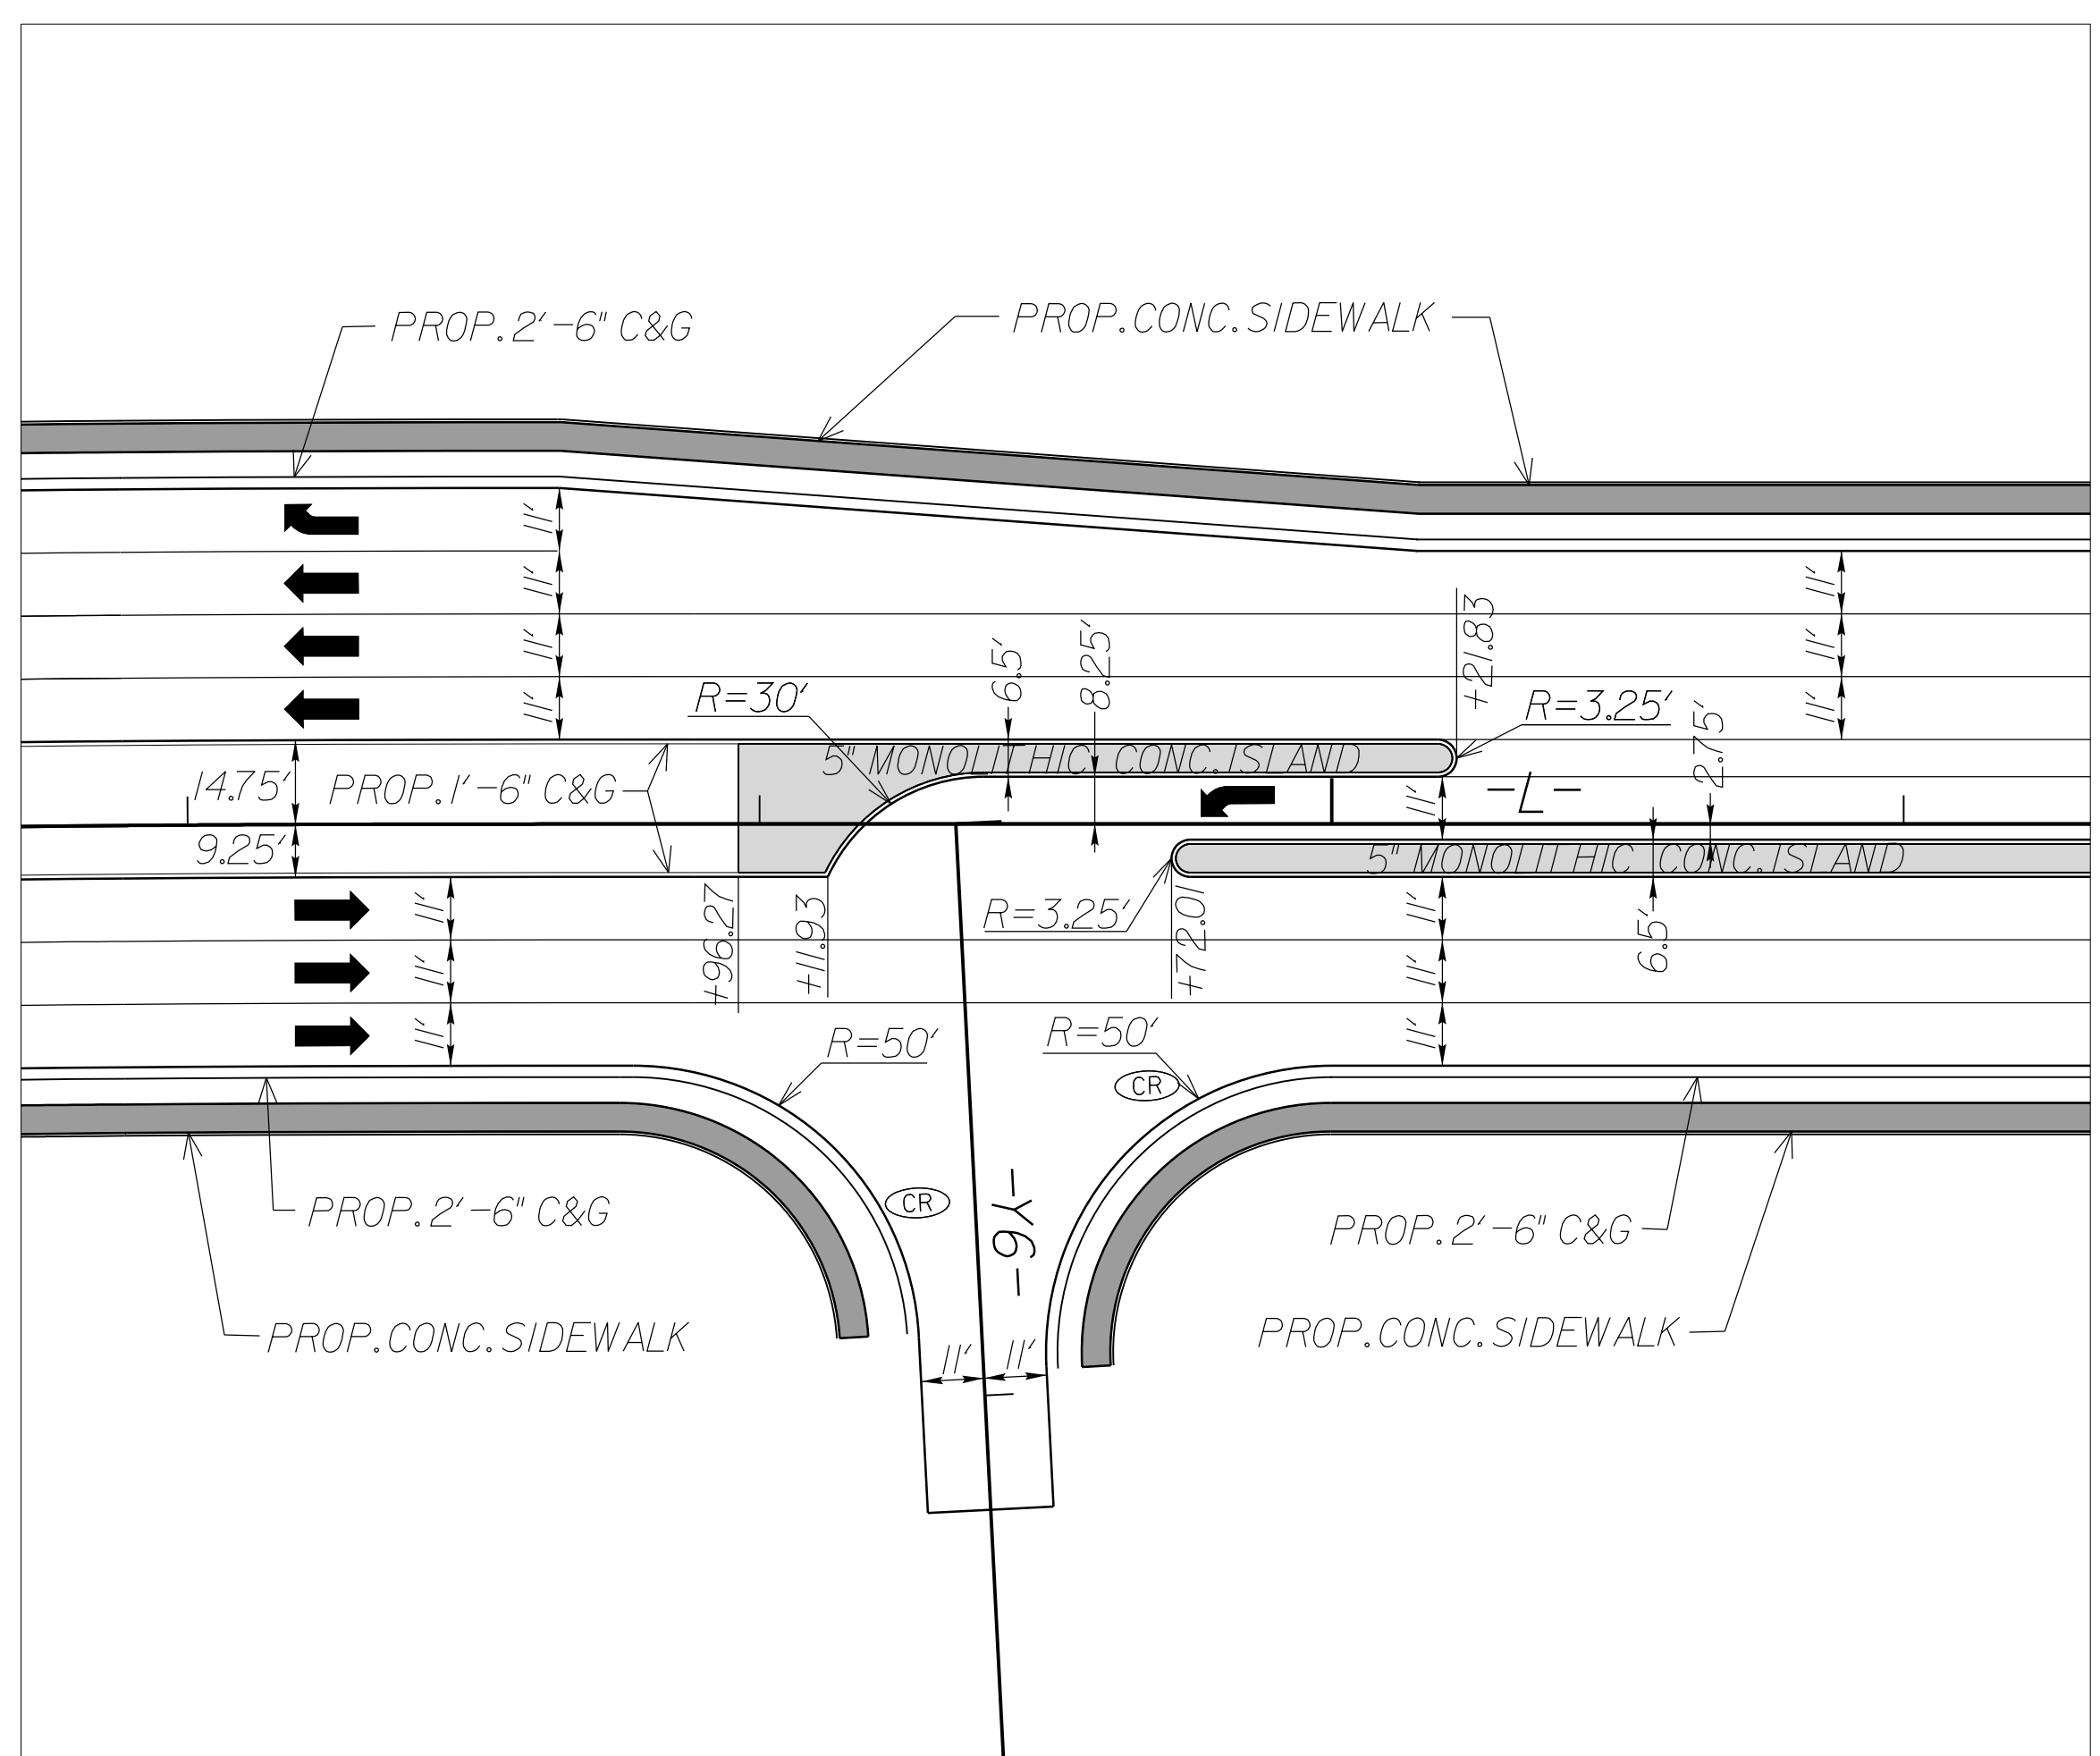 PROP. 2'-6" C&G
PROP. CONC. SIDEWALK
11'
11'
11'
11'
11'
11'
11'
6.5'
8.25'
+21.83
R=30'
R=3.25'
2.75'
5" MONOLITHIC CONC. ISLAND
14.75'
PROP. 1'-6" C&G
-L-
11'
9.25'
5" MONOLITHIC CONC. ISLAND
11'
11'
11'
+96.27
+11.93
R=3.25'
+72.01
11'
11'
11'
6.5'
R=50'
R=50'
CR
CR
-Y6-
PROP. 2'-6" C&G
PROP. 2'-6" C&G
PROP. CONC. SIDEWALK
PROP. CONC. SIDEWALK
11'
11'